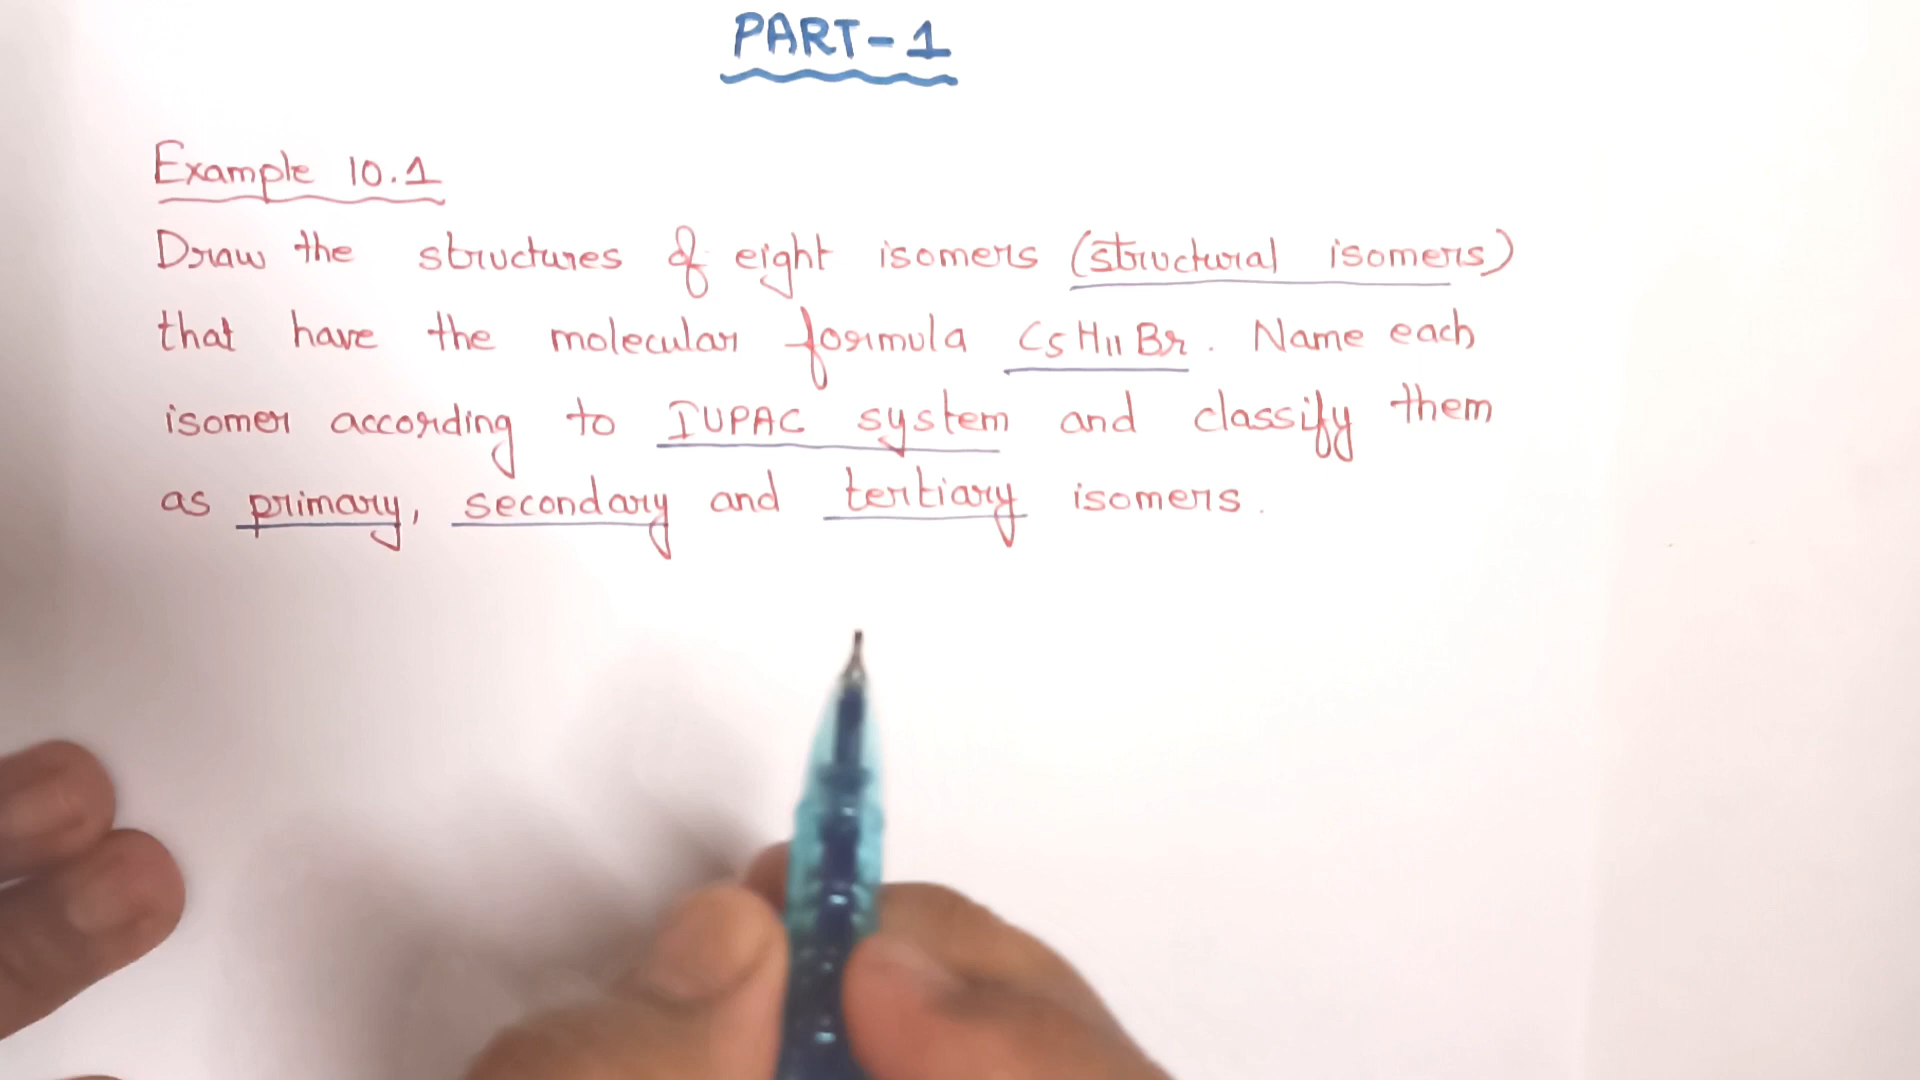 PART-1
Example 10.1
Draw the structures of eight isomers (structural isomers)
that have the molecular formula C5H11Br. Name each
isomer according to IUPAC system and classify them
as primary, secondary and tertiary isomers.